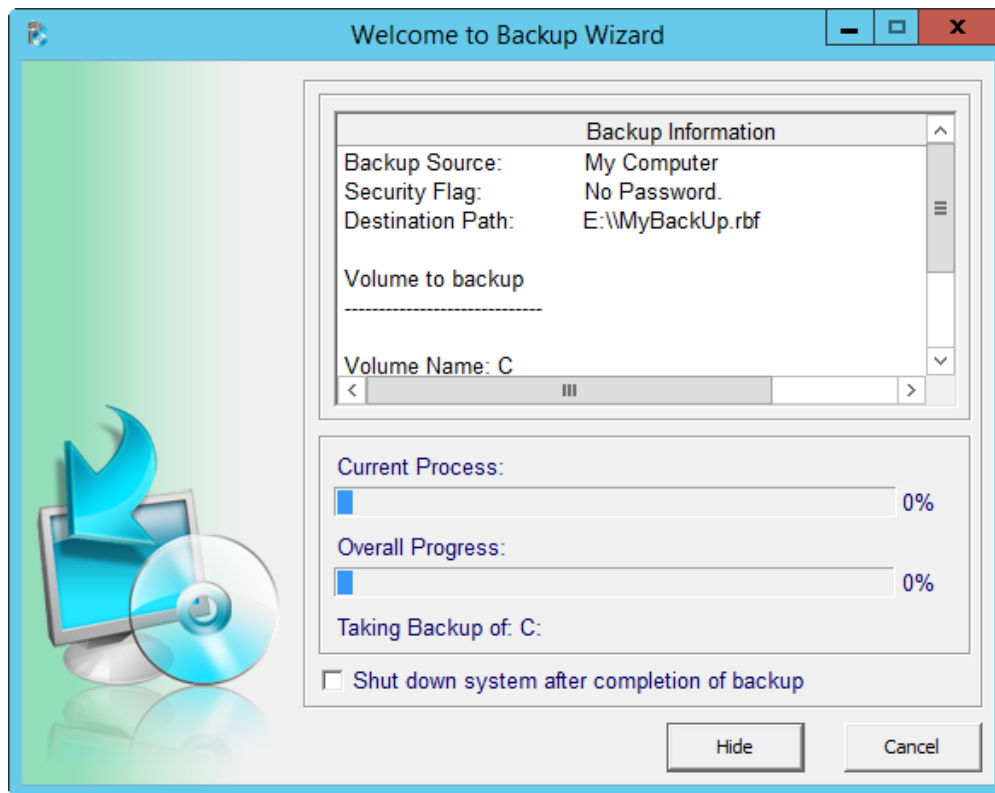 Welcome to Backup Wizard
Backup Information
Backup Source: My Computer
Security Flag: No Password.
Destination Path: E:\\MyBackUp.rbf
Volume to backup
-----------------------------
Volume Name: C
Current Process:
0%
Overall Progress:
0%
Taking Backup of: C:
Shut down system after completion of backup
Hide Cancel